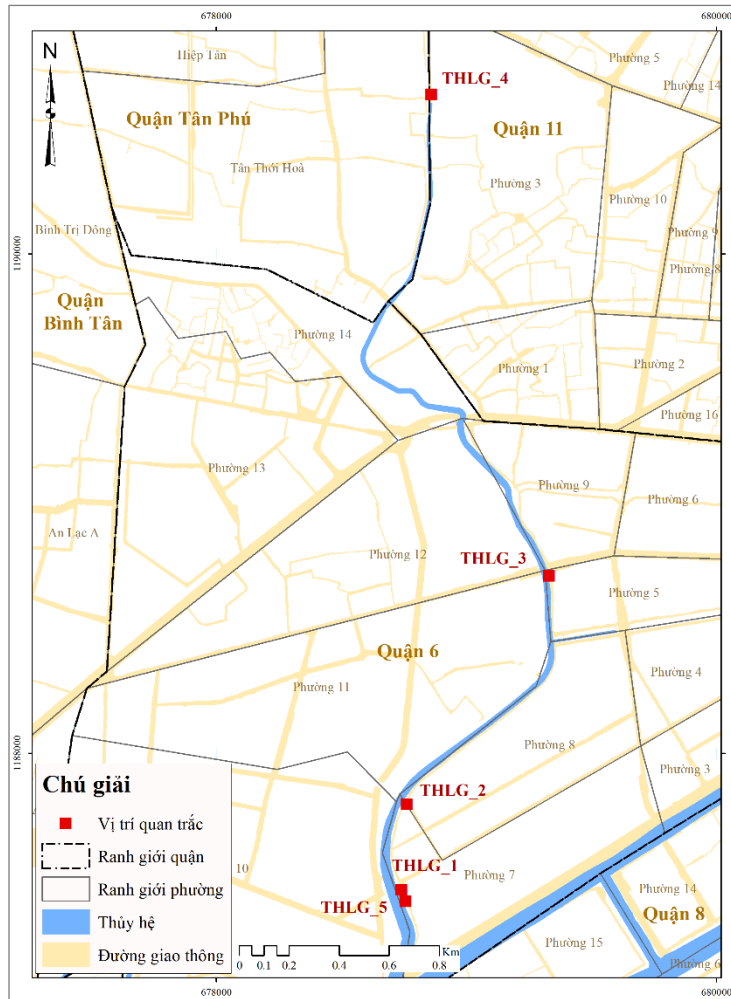 678000
680000
N
Hiệp Tân
Phường 5
THLG_4
Phường 14
Quận Tân Phú
Quận 11
Tân Thới Hoà
Phường 3
Phường 10
Bình Trị Đông
Phường 9
1190000
1190000
Phường 8
Quận
Bình Tân
Phường 14
Phường 1
Phường 2
Phường 16
Phường 13
Phường 9
Phường 6
An Lạc A
Phường 12
THLG_3
Phường 5
Quận 6
Phường 4
Phường 11
Phường 8
1188000
1188000
Phường 3
Chú giải
THLG_2
Vị trí quan trắc
Ranh giới quận
10
THLG_1
Phường 7
Ranh giới phường
THLG_5
Phường 14
Quận 8
Thủy hệ
Phường 15
Đường giao thông
Km
Phường 6
0 0.1 0.2 0.4 0.6 0.8
678000
680000